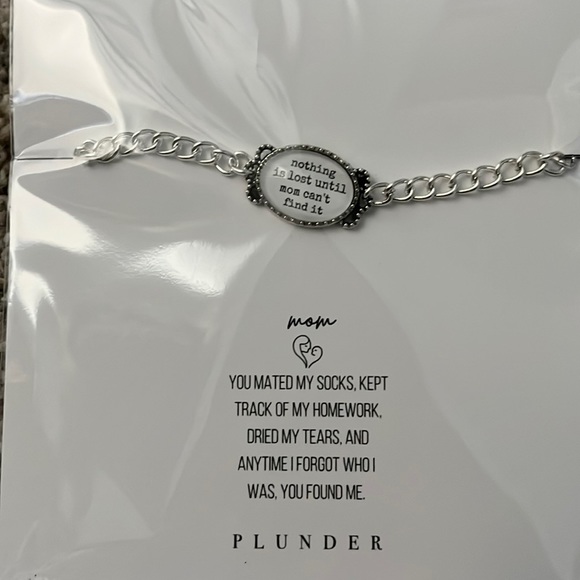 nothing
is lost until
mom can't
find it
mom
YOU MATED MY SOCKS, KEPT
TRACK OF MY HOMEWORK,
DRIED MY TEARS, AND
ANYTIME I FORGOT WHO I
WAS, YOU FOUND ME.
PLUNDER